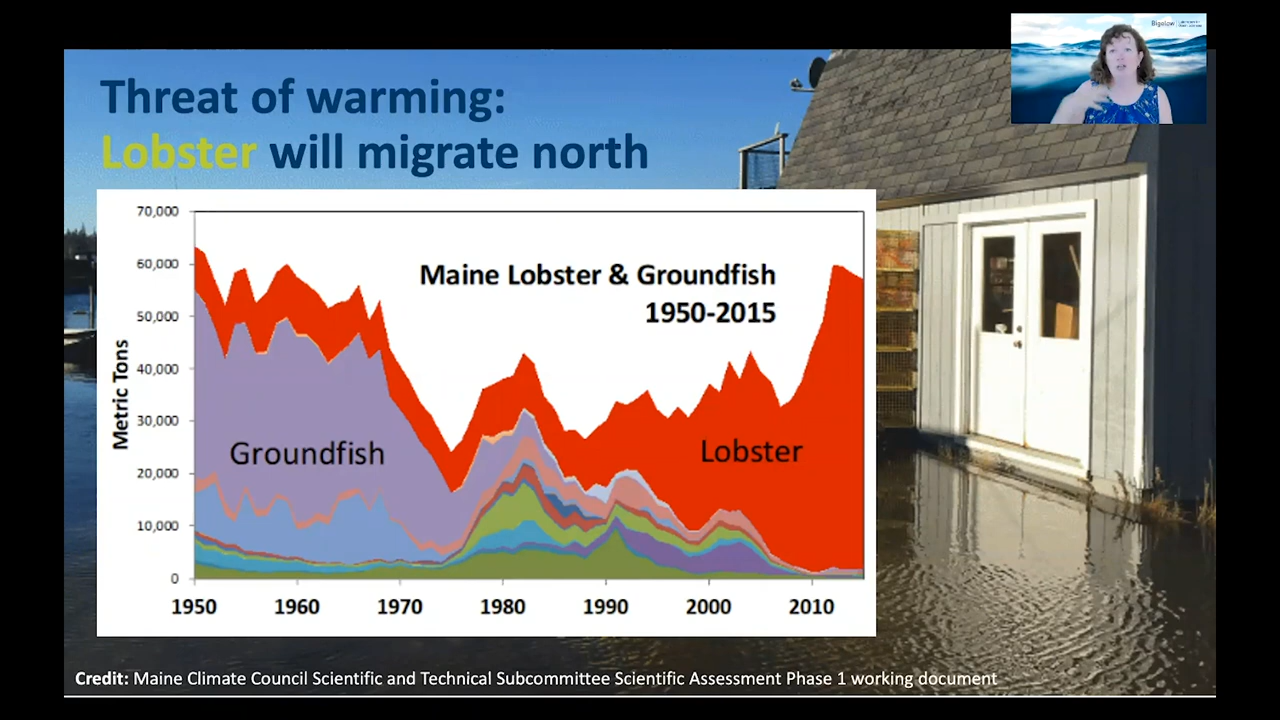 Bigelow
Threat of warming:
Lobster will migrate north
70,000
60,000
50,000
40,000
30,000
20,000
10,000
0
Metric Tons
Maine Lobster & Groundfish
1950-2015
Groundfish
Lobster
1950 1960 1970 1980 1990 2000 2010
Credit: Maine Climate Council Scientific and Technical Subcommittee Scientific Assessment Phase 1 working document